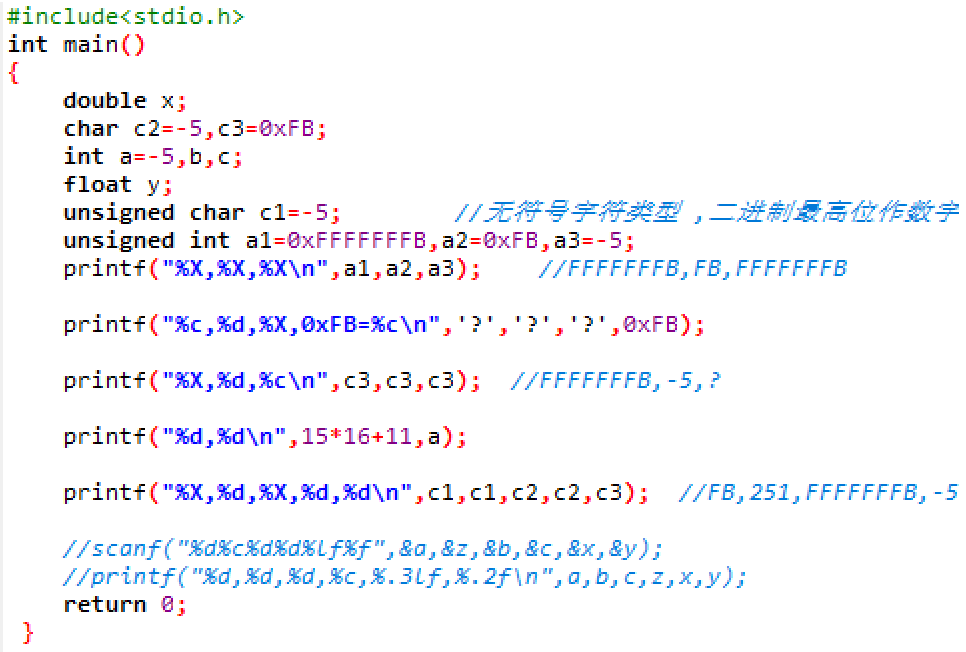 #include<stdio.h>
int main()
{
    double x;
    char c2=-5,c3=0xFB;
    int a=-5,b,c;
    float y;
    unsigned char c1=-5;        //无符号字符类型 ,二进制最高位作数字
    unsigned int a1=0xFFFFFFFB,a2=0xFB,a3=-5;
    printf("%X,%X,%X\n",a1,a2,a3);    //FFFFFFFB,FB,FFFFFFFB
    printf("%c,%d,%X,0xFB=%c\n",'?','?','?',0xFB);
    printf("%X,%d,%c\n",c3,c3,c3);  //FFFFFFFB,-5,?
    printf("%d,%d\n",15*16+11,a);
    printf("%X,%d,%X,%d,%d\n",c1,c1,c2,c2,c3);  //FB,251,FFFFFFFB,-5
    //scanf("%d%c%d%d%lf%f",&a,&z,&b,&c,&x,&y);
    //printf("%d,%d,%d,%c,%.3lf,%.2f\n",a,b,c,z,x,y);
    return 0;
}